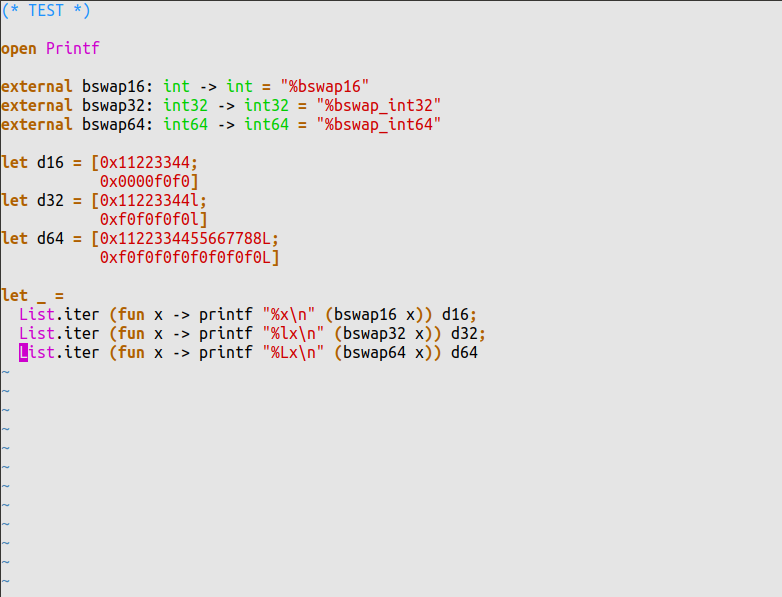 (* TEST *)
open Printf
external bswap16: int -> int = "%bswap16"
external bswap32: int32 -> int32 = "%bswap_int32"
external bswap64: int64 -> int64 = "%bswap_int64"
let d16 = [0x11223344;
           0x0000f0f0]
let d32 = [0x11223344l;
           0xf0f0f0f0l]
let d64 = [0x1122334455667788L;
           0xf0f0f0f0f0f0f0f0L]
let _ =
  List.iter (fun x -> printf "%x\n" (bswap16 x)) d16;
  List.iter (fun x -> printf "%lx\n" (bswap32 x)) d32;
  List.iter (fun x -> printf "%Lx\n" (bswap64 x)) d64
~
~
~
~
~
~
~
~
~
~
~
~